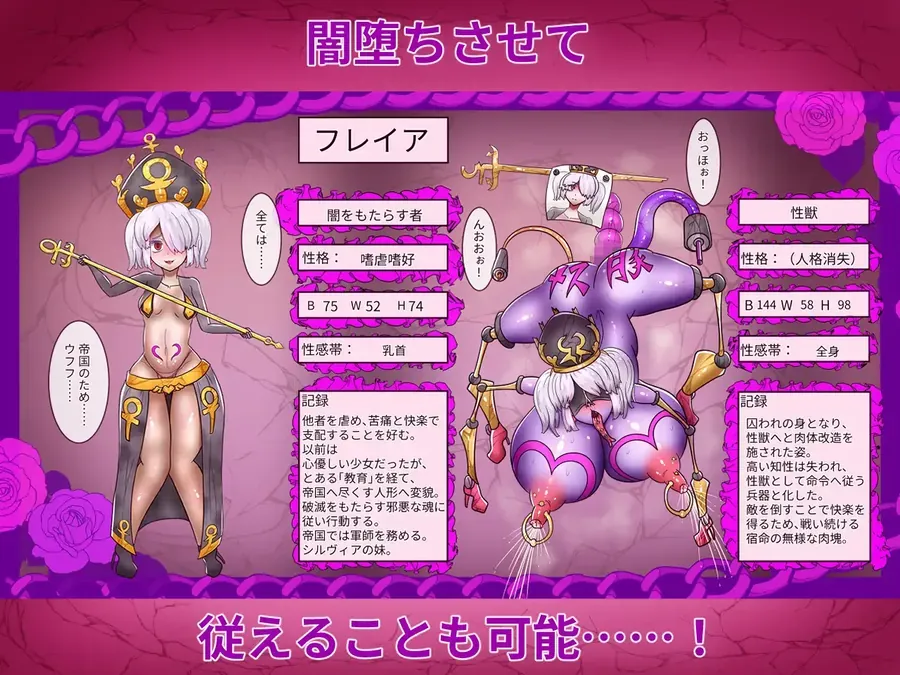 闇堕ちさせて
フレイア
全ては……
帝国のため……
ウフフ……
闇をもたらす者
性格： 嗜虐嗜好
B 75 W 52 H 74
性感帯： 乳首
記録
他者を虐め、苦痛と快楽で
支配することを好む。
以前は
心優しい少女だったが、
とある「教育」を経て、
帝国へ尽くす人形へ変貌。
破滅をもたらす邪悪な魂に
従い行動する。
帝国では軍師を務める。
シルヴィアの妹。
おっほぉ！
んおおぉ！
奴 豚
性獣
性格：（人格消失）
B 144 W 58 H 98
性感帯： 全身
記録
囚われの身となり、
性獣へと肉体改造を
施された姿。
高い知性は失われ、
性獣として命令へ従う
兵器と化した。
敵を倒すことで快楽を
得るため、戦い続ける
宿命の無様な肉塊。
従えることも可能……！